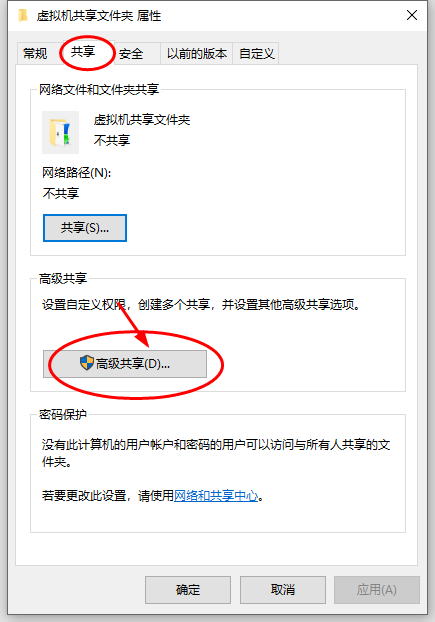 虚拟机共享文件夹 属性
常规 共享 安全 以前的版本 自定义
网络文件和文件夹共享
虚拟机共享文件夹
不共享
网络路径(N):
不共享
共享(S)...
高级共享
设置自定义权限，创建多个共享，并设置其他高级共享选项。
高级共享(D)...
密码保护
没有此计算机的用户帐户和密码的用户可以访问与所有人共享的文
件夹。
若要更改此设置，请使用网络和共享中心。
确定 取消 应用(A)